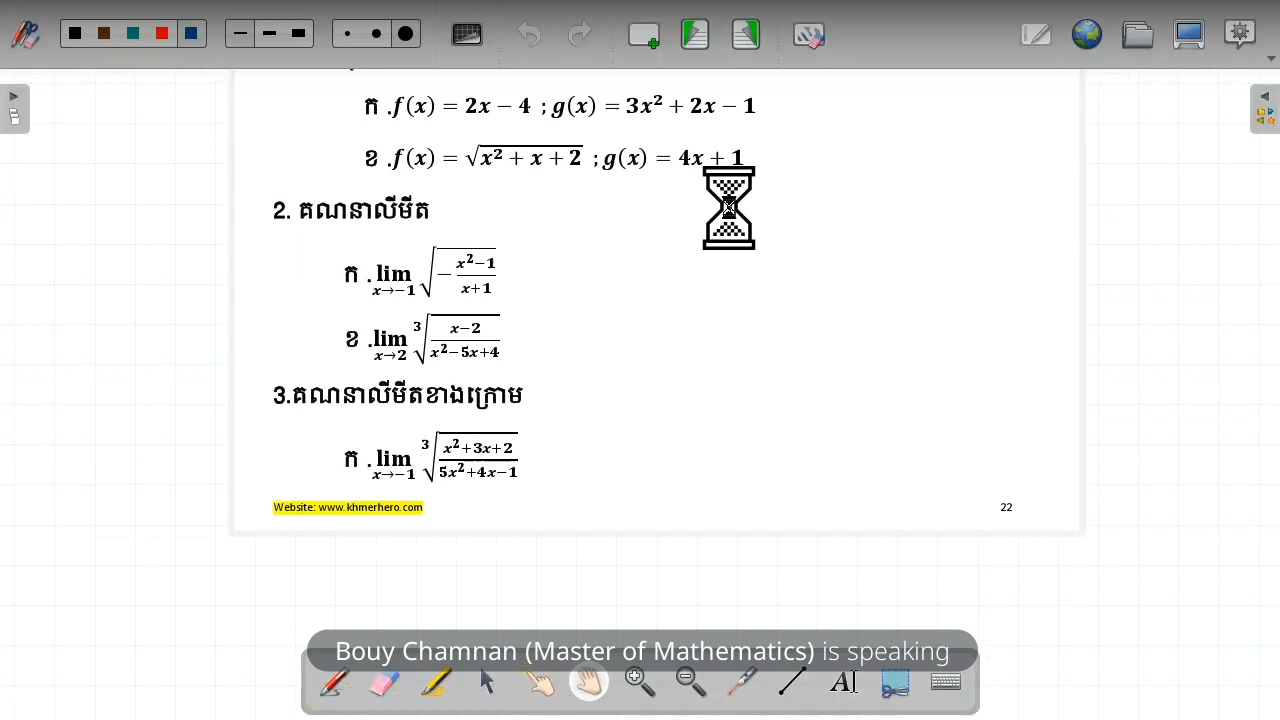 ក .f(x) = 2x − 4 ; g(x) = 3x² + 2x − 1
ខ .f(x) = √(x² + x + 2) ; g(x) = 4x + 1
2. គណនាលីមីត
ក . lim x→−1 √(− (x²−1)/(x+1))
ខ . lim x→2 ∛((x−2)/(x²−5x+4))
3.គណនាលីមីតខាងក្រោម
ក . lim x→−1 ∛((x²+3x+2)/(5x²+4x−1))
Website: www.khmerhero.com 22
Bouy Chamnan (Master of Mathematics) is speaking